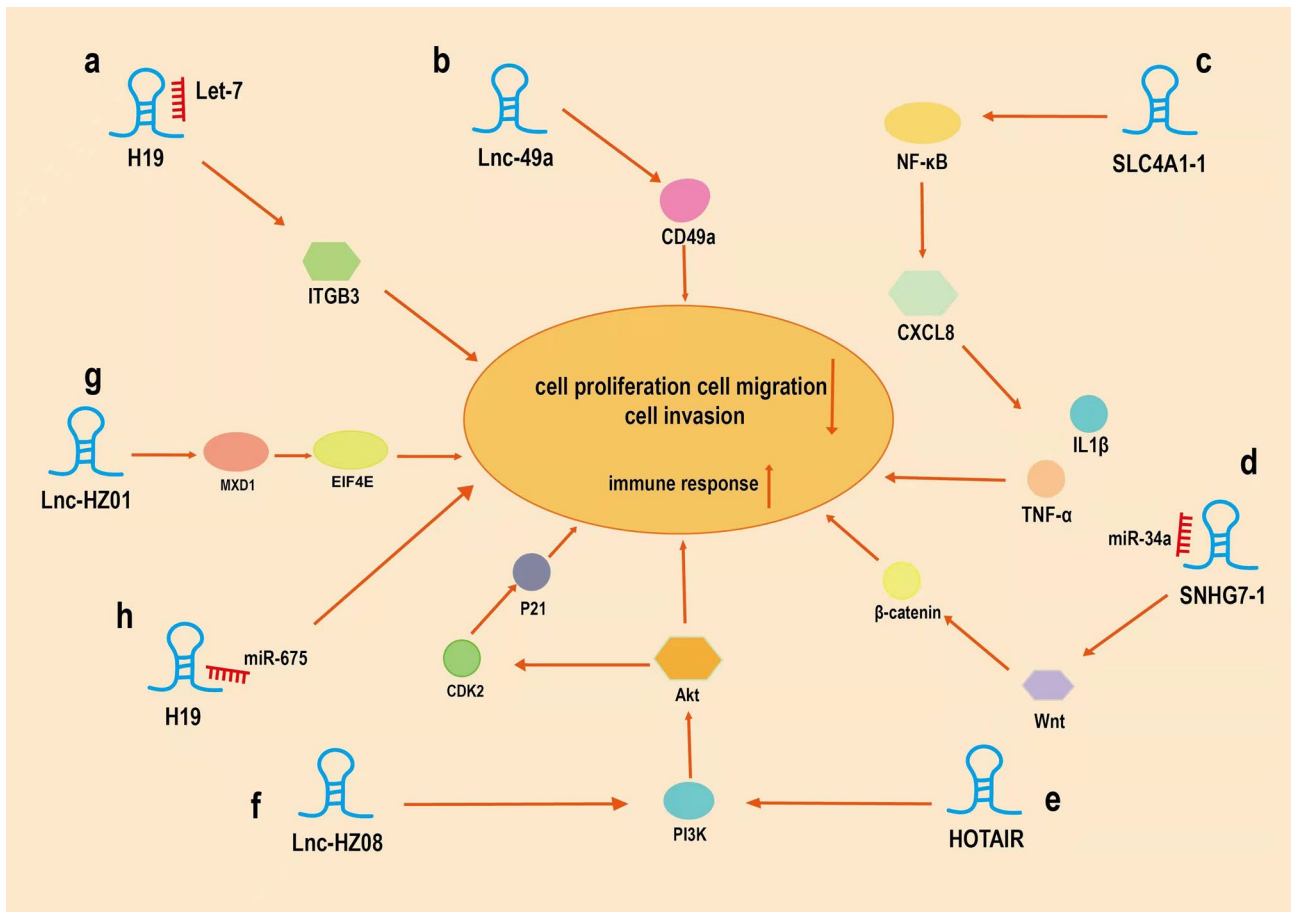 a
Let-7
H19
ITGB3
b
Lnc-49a
CD49a
c
SLC4A1-1
NF-κB
CXCL8
IL1β
TNF-α
cell proliferation cell migration
cell invasion
immune response
d
miR-34a
SNHG7-1
Wnt
β-catenin
g
Lnc-HZ01
MXD1
EIF4E
h
miR-675
H19
P21
CDK2
Akt
PI3K
f
Lnc-HZ08
e
HOTAIR